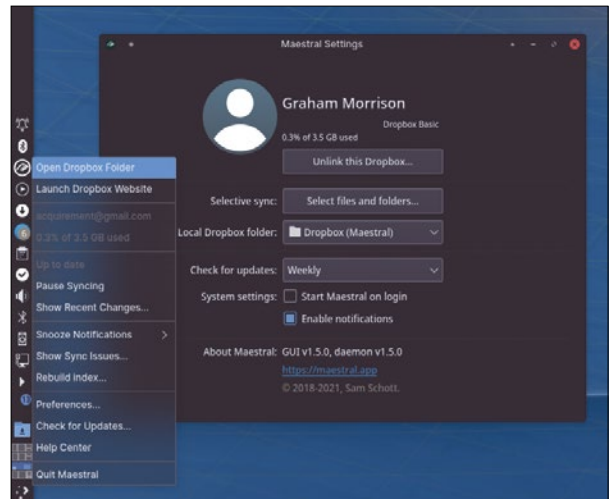 Maestral Settings
Graham Morrison
Dropbox Basic
0.3% of 3.5 GB used
Unlink this Dropbox...
Selective sync: Select files and folders...
Local Dropbox folder: Dropbox (Maestral)
Check for updates: Weekly
System settings: Start Maestral on login
Enable notifications
About Maestral: GUI v1.5.0, daemon v1.5.0
https://maestral.app
© 2018-2021, Sam Schott.
Open Dropbox Folder
Launch Dropbox Website
acquirement@gmail.com
0.3% of 3.5 GB used
Up to date
Pause Syncing
Show Recent Changes...
Snooze Notifications
Show Sync Issues...
Rebuild index...
Preferences...
Check for Updates...
Help Center
Quit Maestral